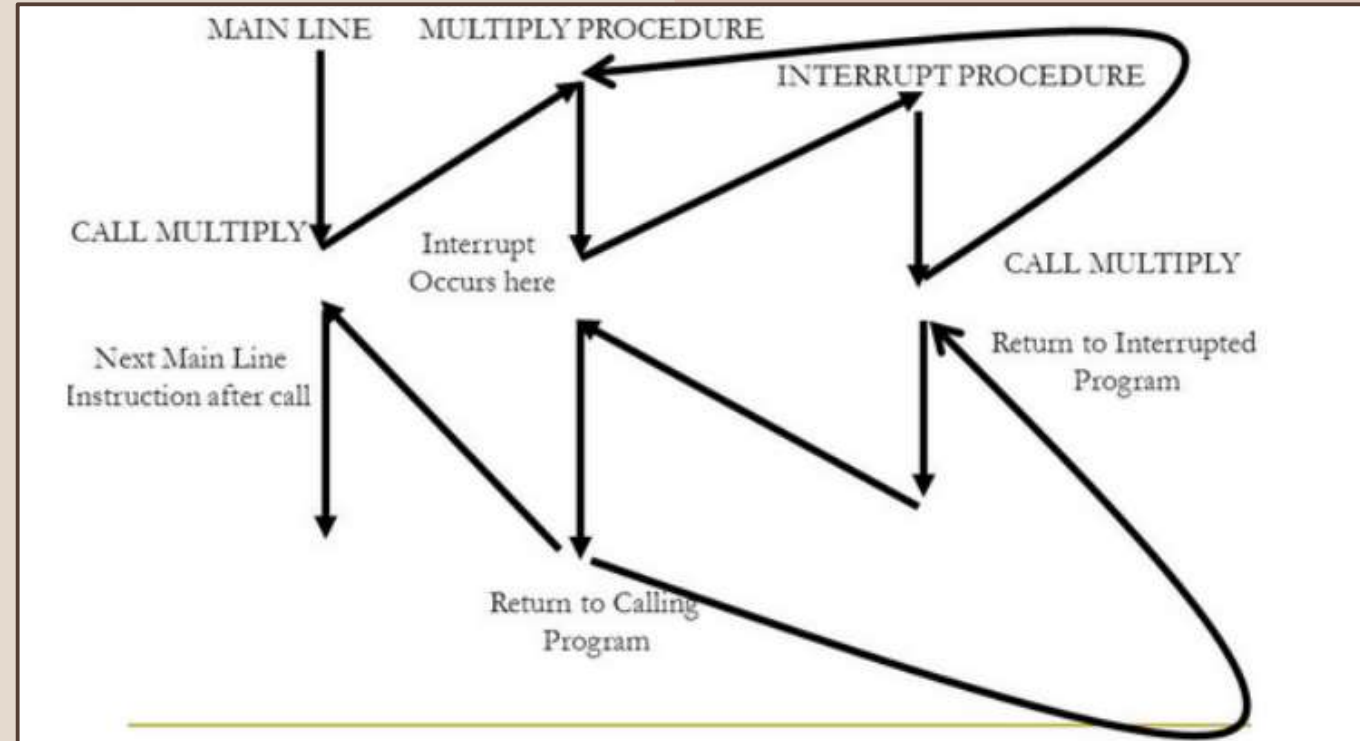 MAIN LINE
MULTIPLY PROCEDURE
INTERRUPT PROCEDURE
CALL MULTIPLY
Interrupt
Occurs here
CALL MULTIPLY
Next Main Line
Instruction after call
Return to Interrupted
Program
Return to Calling
Program